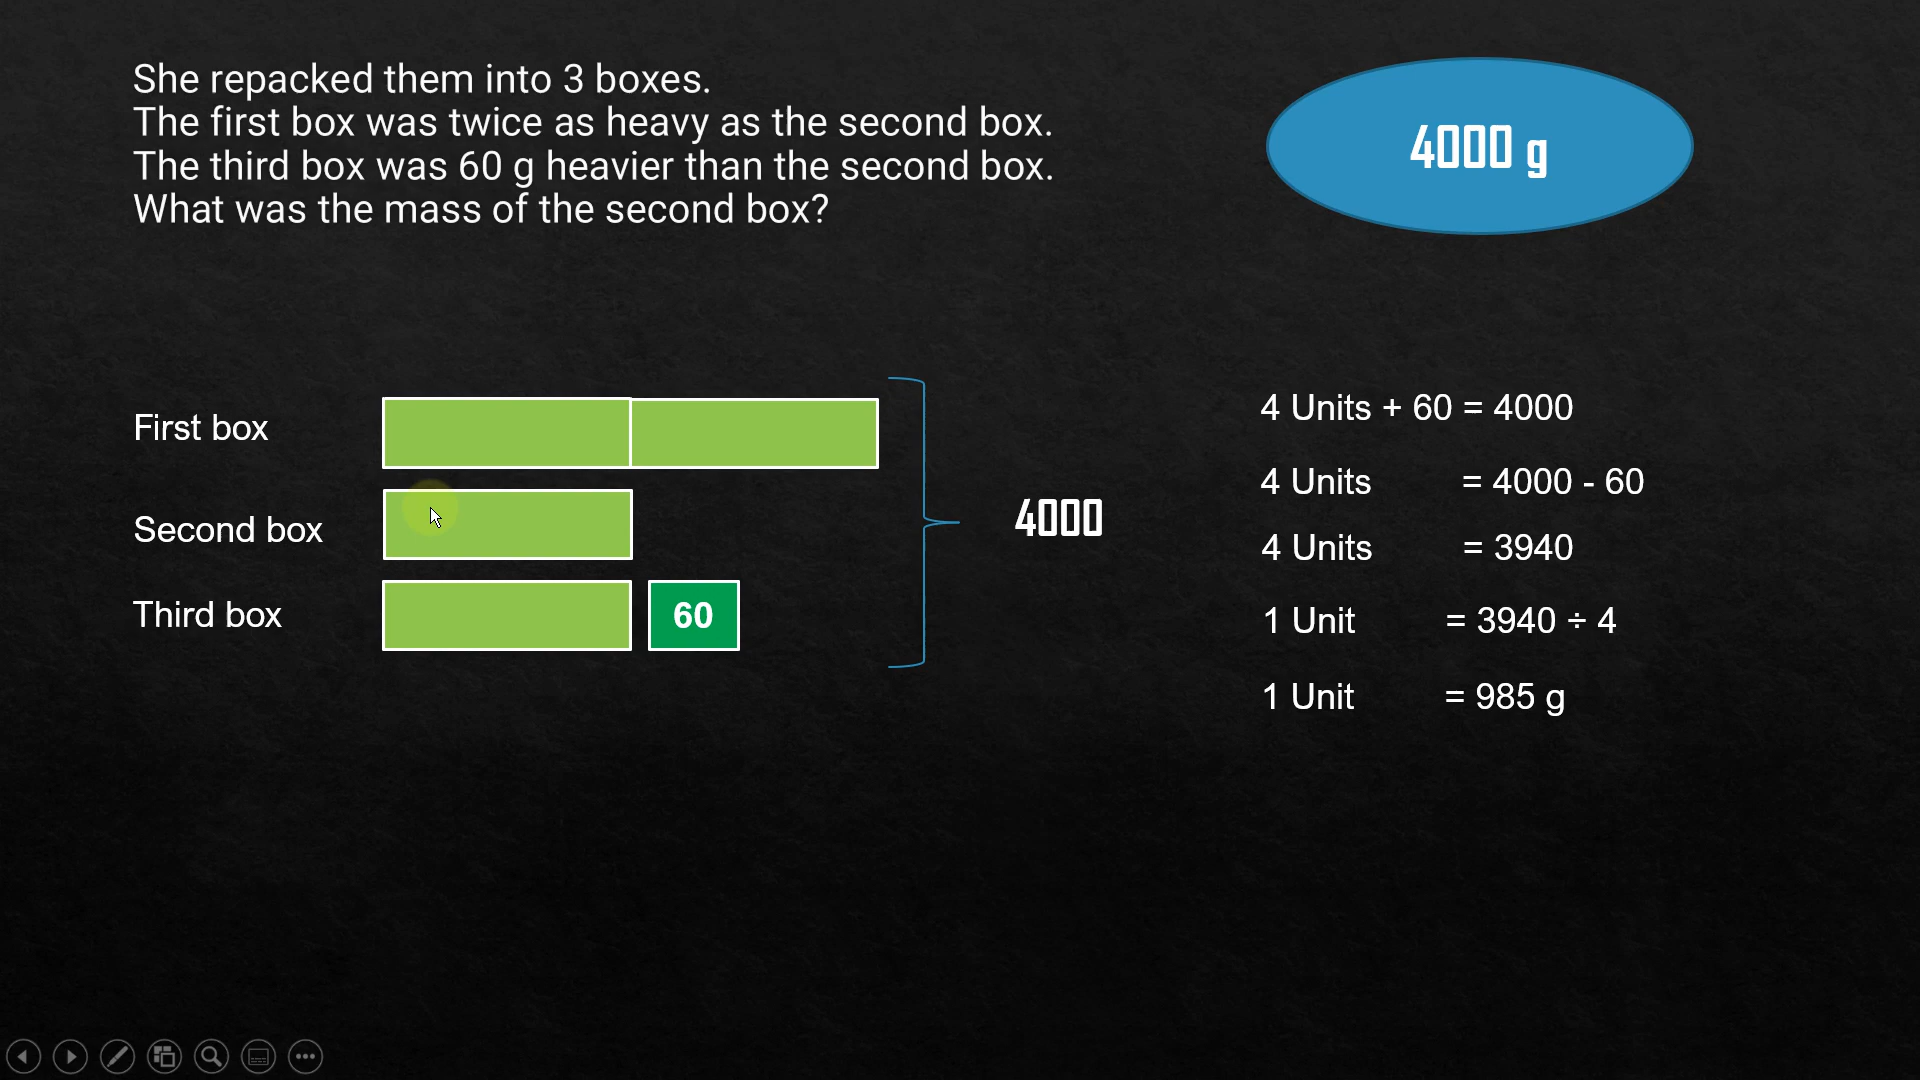 She repacked them into 3 boxes.
The first box was twice as heavy as the second box.
The third box was 60 g heavier than the second box.
What was the mass of the second box?
4000 g
First box
Second box
Third box
60
4000
4 Units + 60 = 4000
4 Units = 4000 - 60
4 Units = 3940
1 Unit = 3940 ÷ 4
1 Unit = 985 g